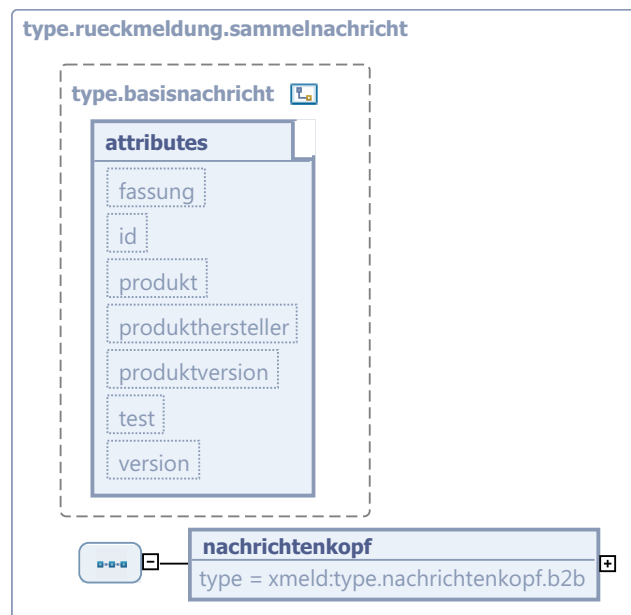 type.rueckmeldung.sammelnachricht
type.basisnachricht
attributes
fassung
id
produkt
produkthersteller
produktversion
test
version
nachrichtenkopf
type = xmeld:type.nachrichtenkopf.b2b